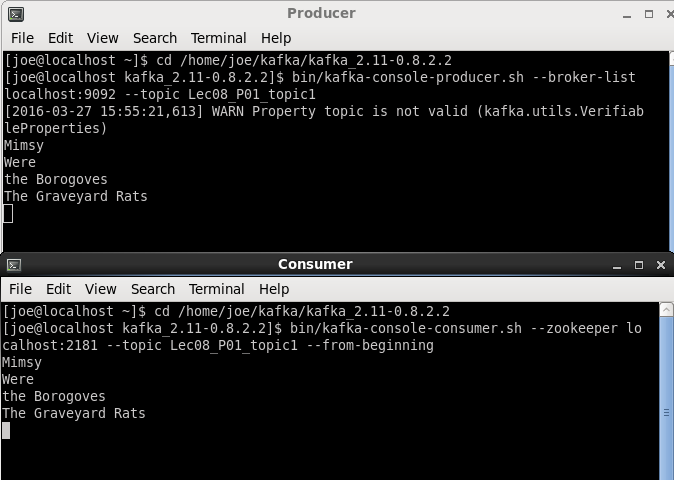 Producer
File Edit View Search Terminal Help
[joe@localhost ~]$ cd /home/joe/kafka/kafka_2.11-0.8.2.2
[joe@localhost kafka_2.11-0.8.2.2]$ bin/kafka-console-producer.sh --broker-list
localhost:9092 --topic Lec08_P01_topic1
[2016-03-27 15:55:21,613] WARN Property topic is not valid (kafka.utils.Verifiab
leProperties)
Mimsy
Were
the Borogoves
The Graveyard Rats
Consumer
File Edit View Search Terminal Help
[joe@localhost ~]$ cd /home/joe/kafka/kafka_2.11-0.8.2.2
[joe@localhost kafka_2.11-0.8.2.2]$ bin/kafka-console-consumer.sh --zookeeper lo
calhost:2181 --topic Lec08_P01_topic1 --from-beginning
Mimsy
Were
the Borogoves
The Graveyard Rats